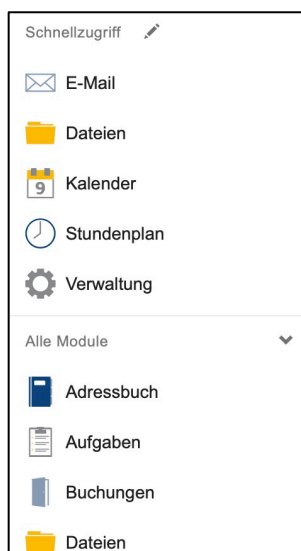 Schnellzugriff
E-Mail
Dateien
9
Kalender
Stundenplan
Verwaltung
Alle Module
Adressbuch
Aufgaben
Buchungen
Dateien